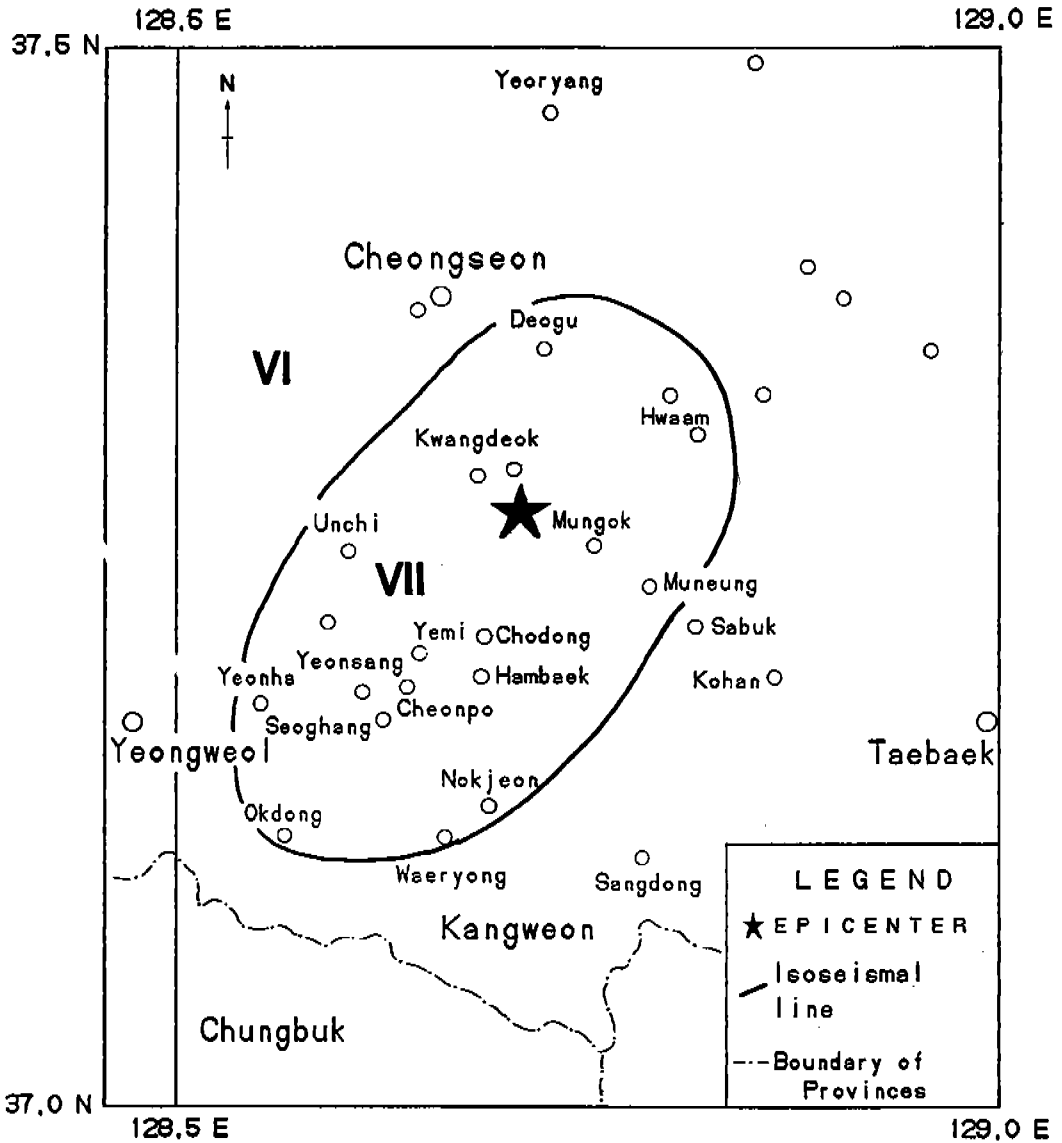 128.5 E
129.0 E
37.5 N
N
Yeoryang
Cheongseon
Deogu
VI
Hwaam
Kwangdeok
Unchi
Mungok
VII
Muneung
Yemi
Chodong
Sabuk
Yeonsang
Yeonha
Hambaek
Kohan
Cheonpo
Seoghang
Yeongweol
Taebaek
Nokjeon
Okdong
Waeryong
Sangdong
Kangweon
Chungbuk
LEGEND
EPICENTER
Isoseismal
line
Boundary of
Provinces
37.0 N
128.5 E
129.0 E